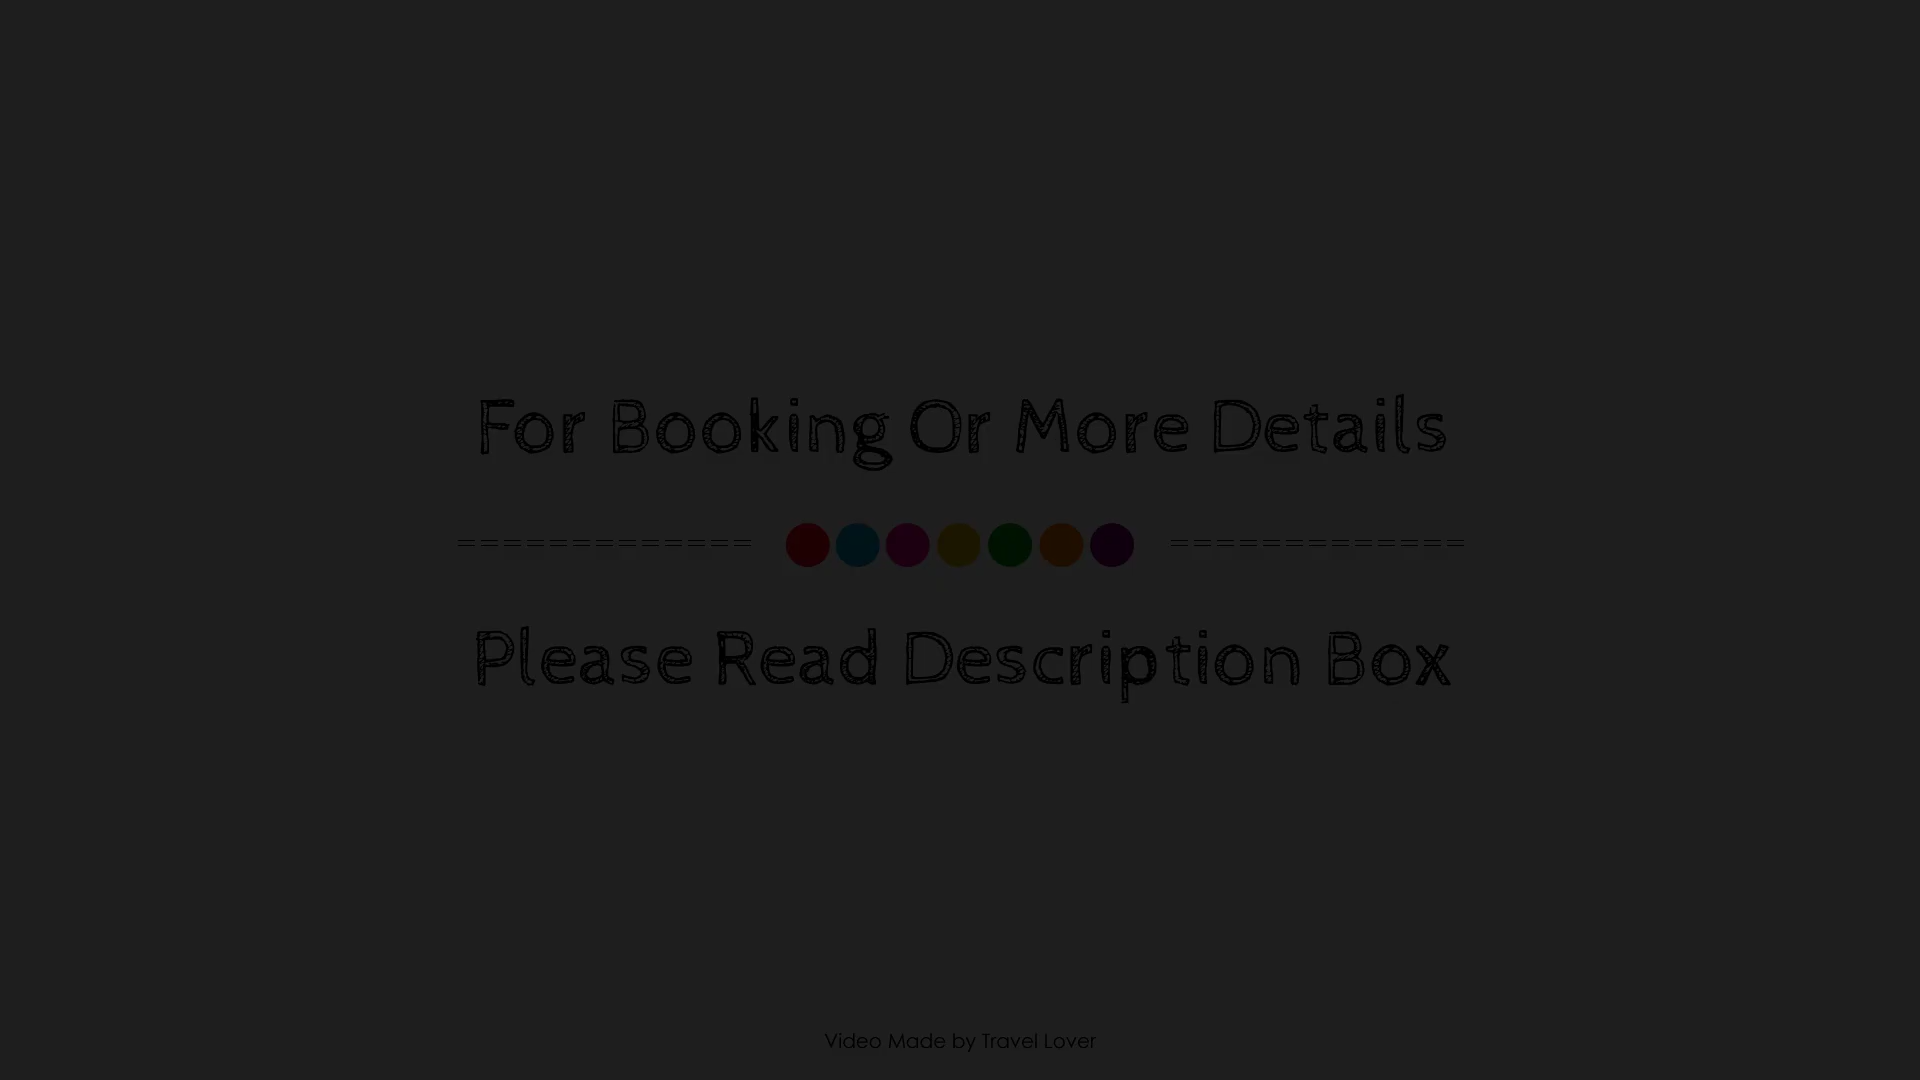 For Booking Or More Details
============= =============
Please Read Description Box
Video Made by Travel Lover